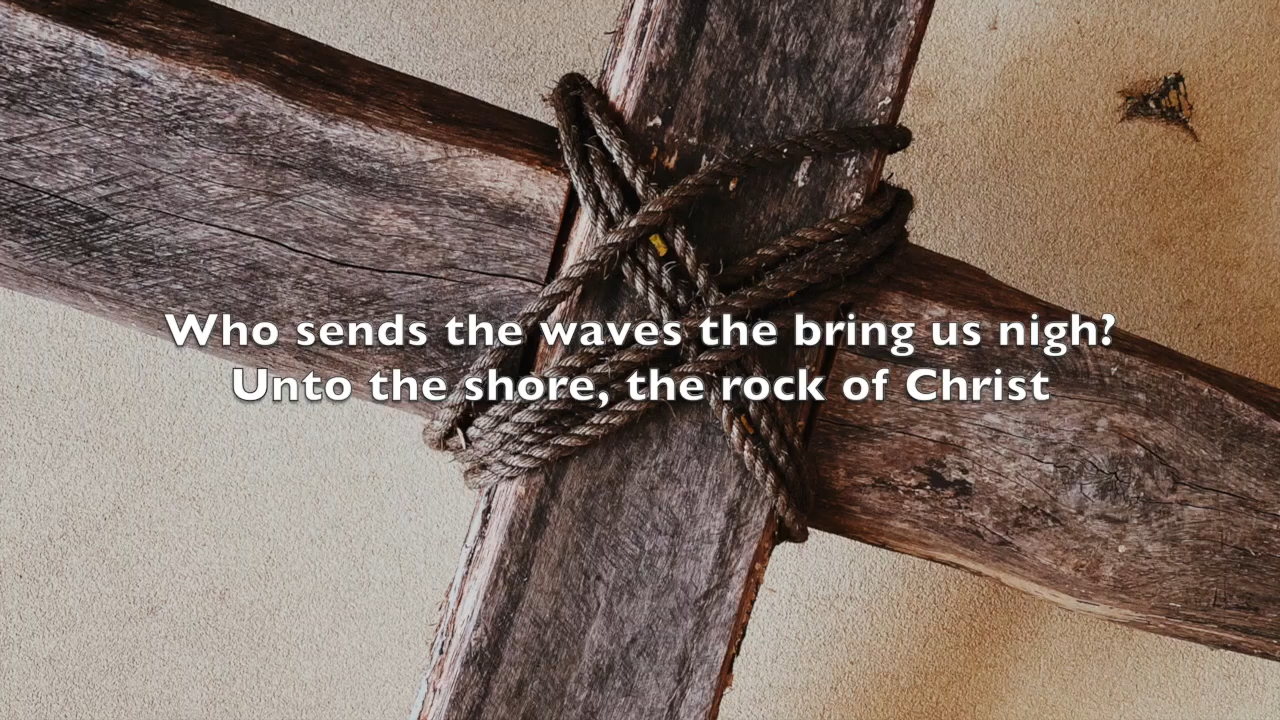 Who sends the waves the bring us nigh?
Unto the shore, the rock of Christ